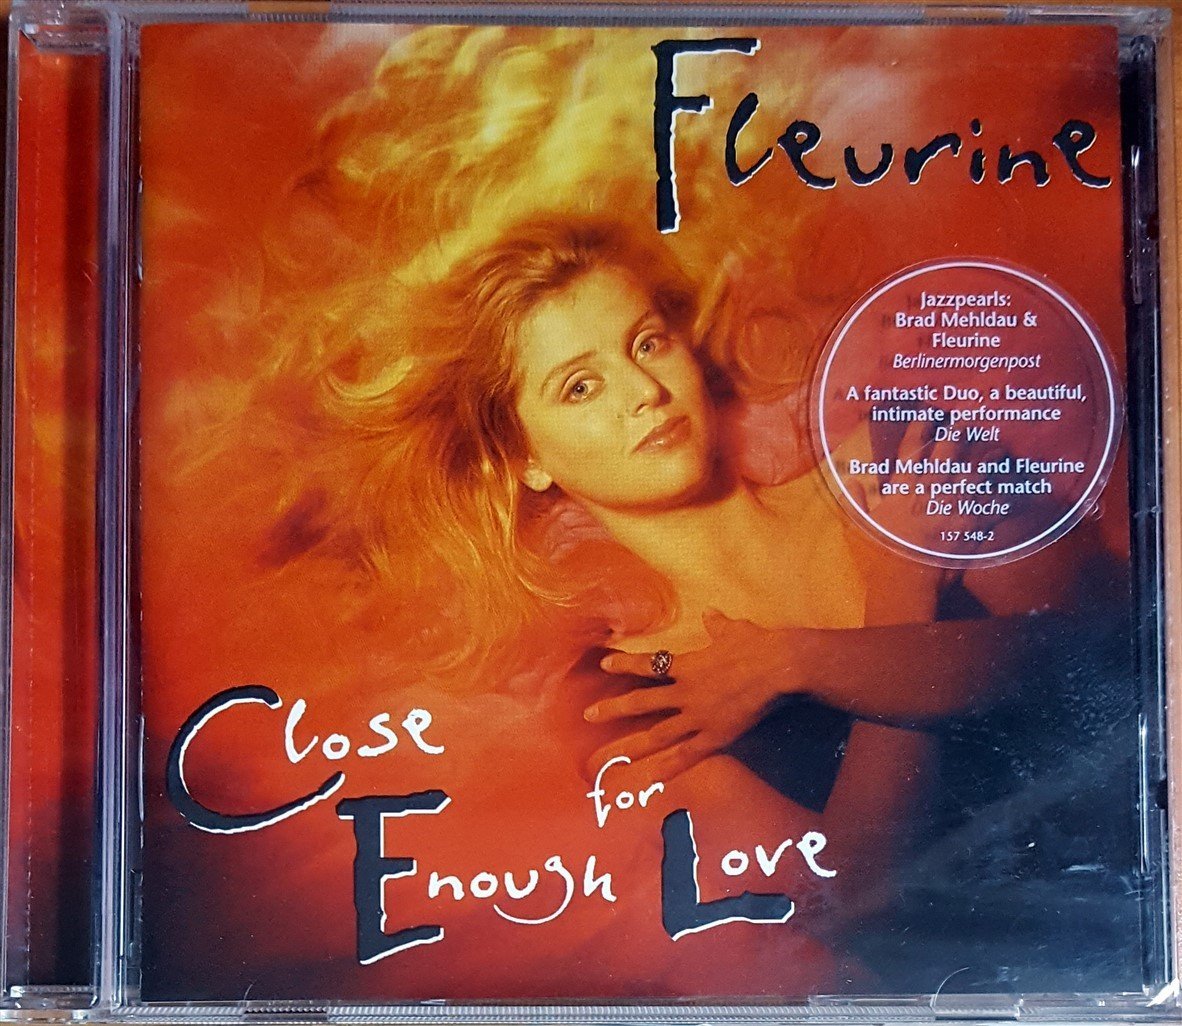 Fleurine
Jazzpearls:
Brad Mehldau &
Fleurine
Berlinermorgenpost
A fantastic Duo, a beautiful,
intimate performance
Die Welt
Brad Mehldau and Fleurine
are a perfect match
Die Woche
157 548-2
Close
for
Enough Love